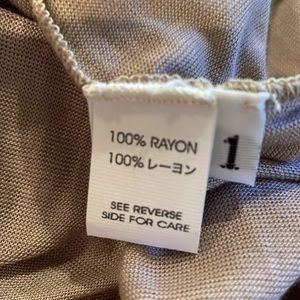 100% RAYON
100% レーヨン
SEE REVERSE
SIDE FOR CARE
1